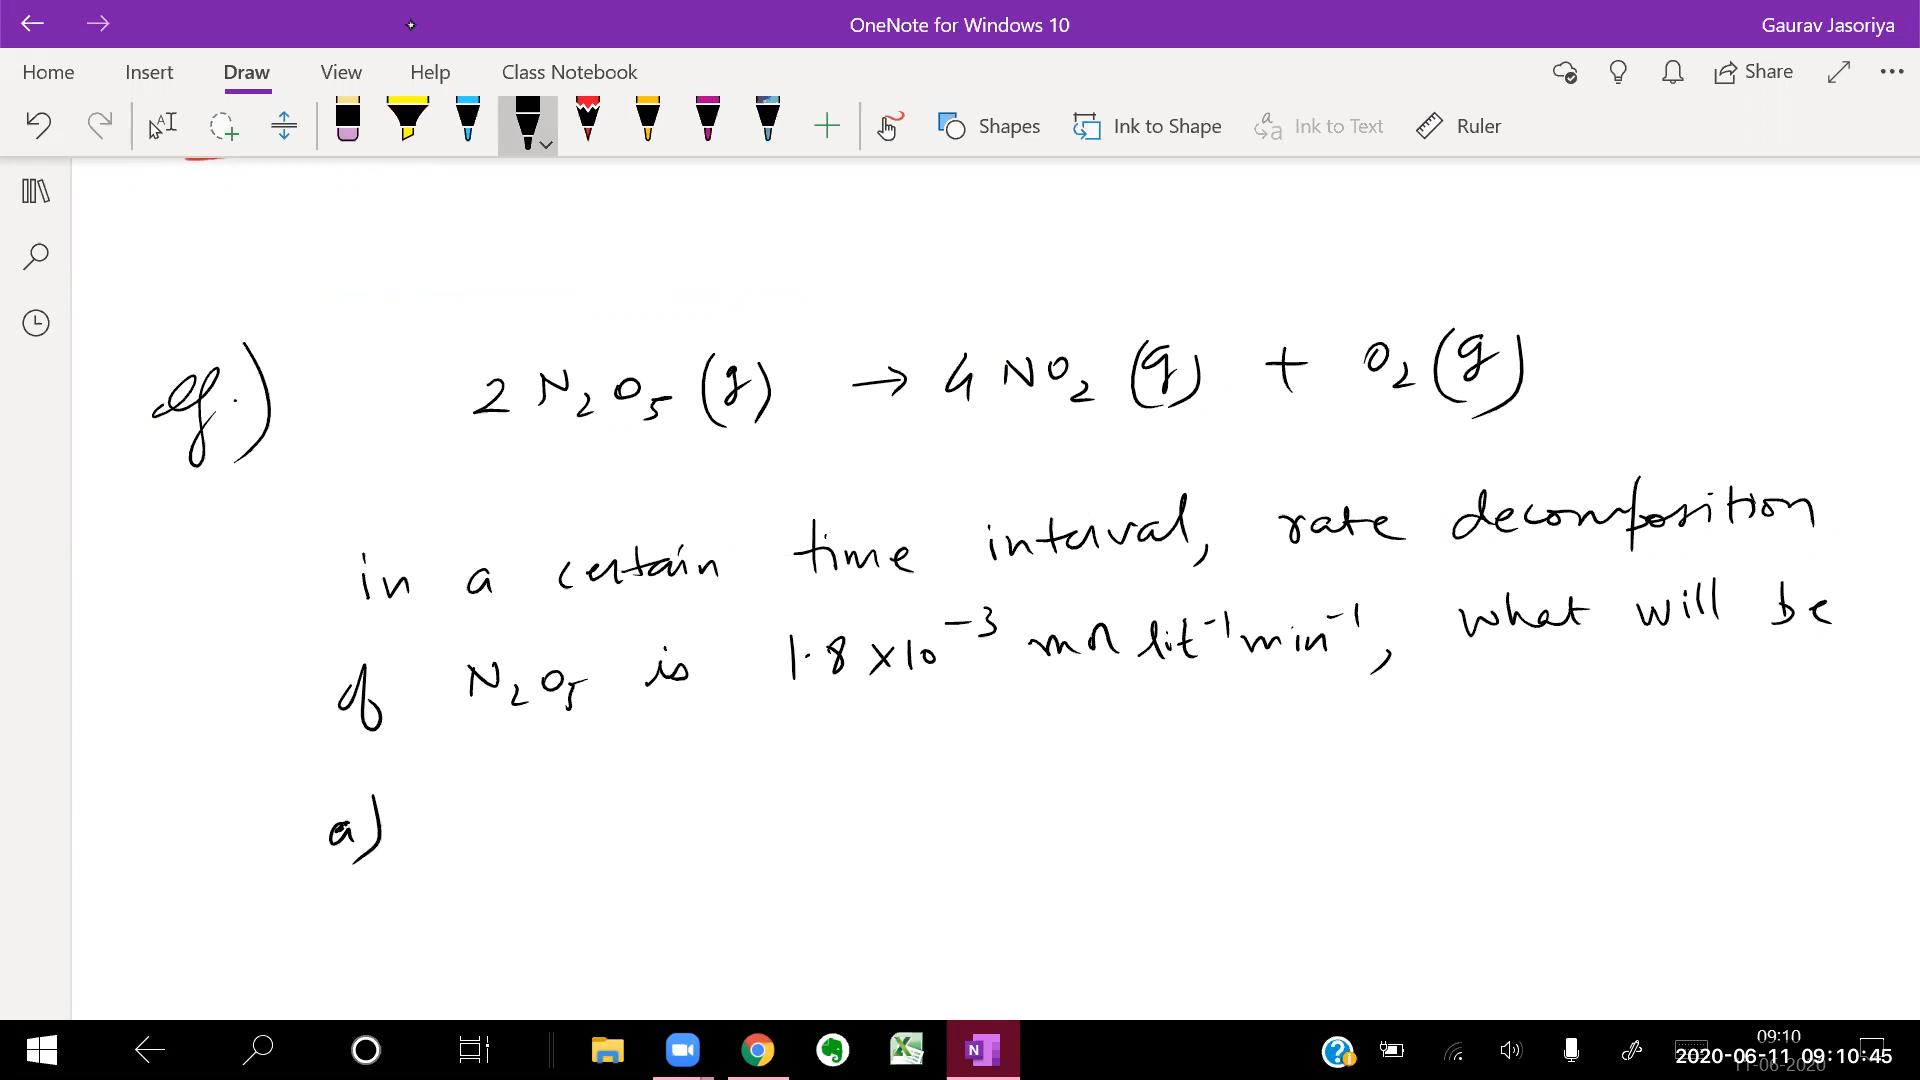 OneNote for Windows 10
Gaurav Jasoriya
Home Insert Draw View Help Class Notebook Share
Shapes Ink to Shape Ink to Text Ruler
eg.) 2 N₂O₅ (g) → 4 NO₂ (g) + O₂ (g)
in a certain time interval, rate decomposition
of N₂O₅ is 1.8 × 10⁻³ mol lit⁻¹ min⁻¹, what will be
a)
09:10
2020-06-11 09:10:45
11-06-2020